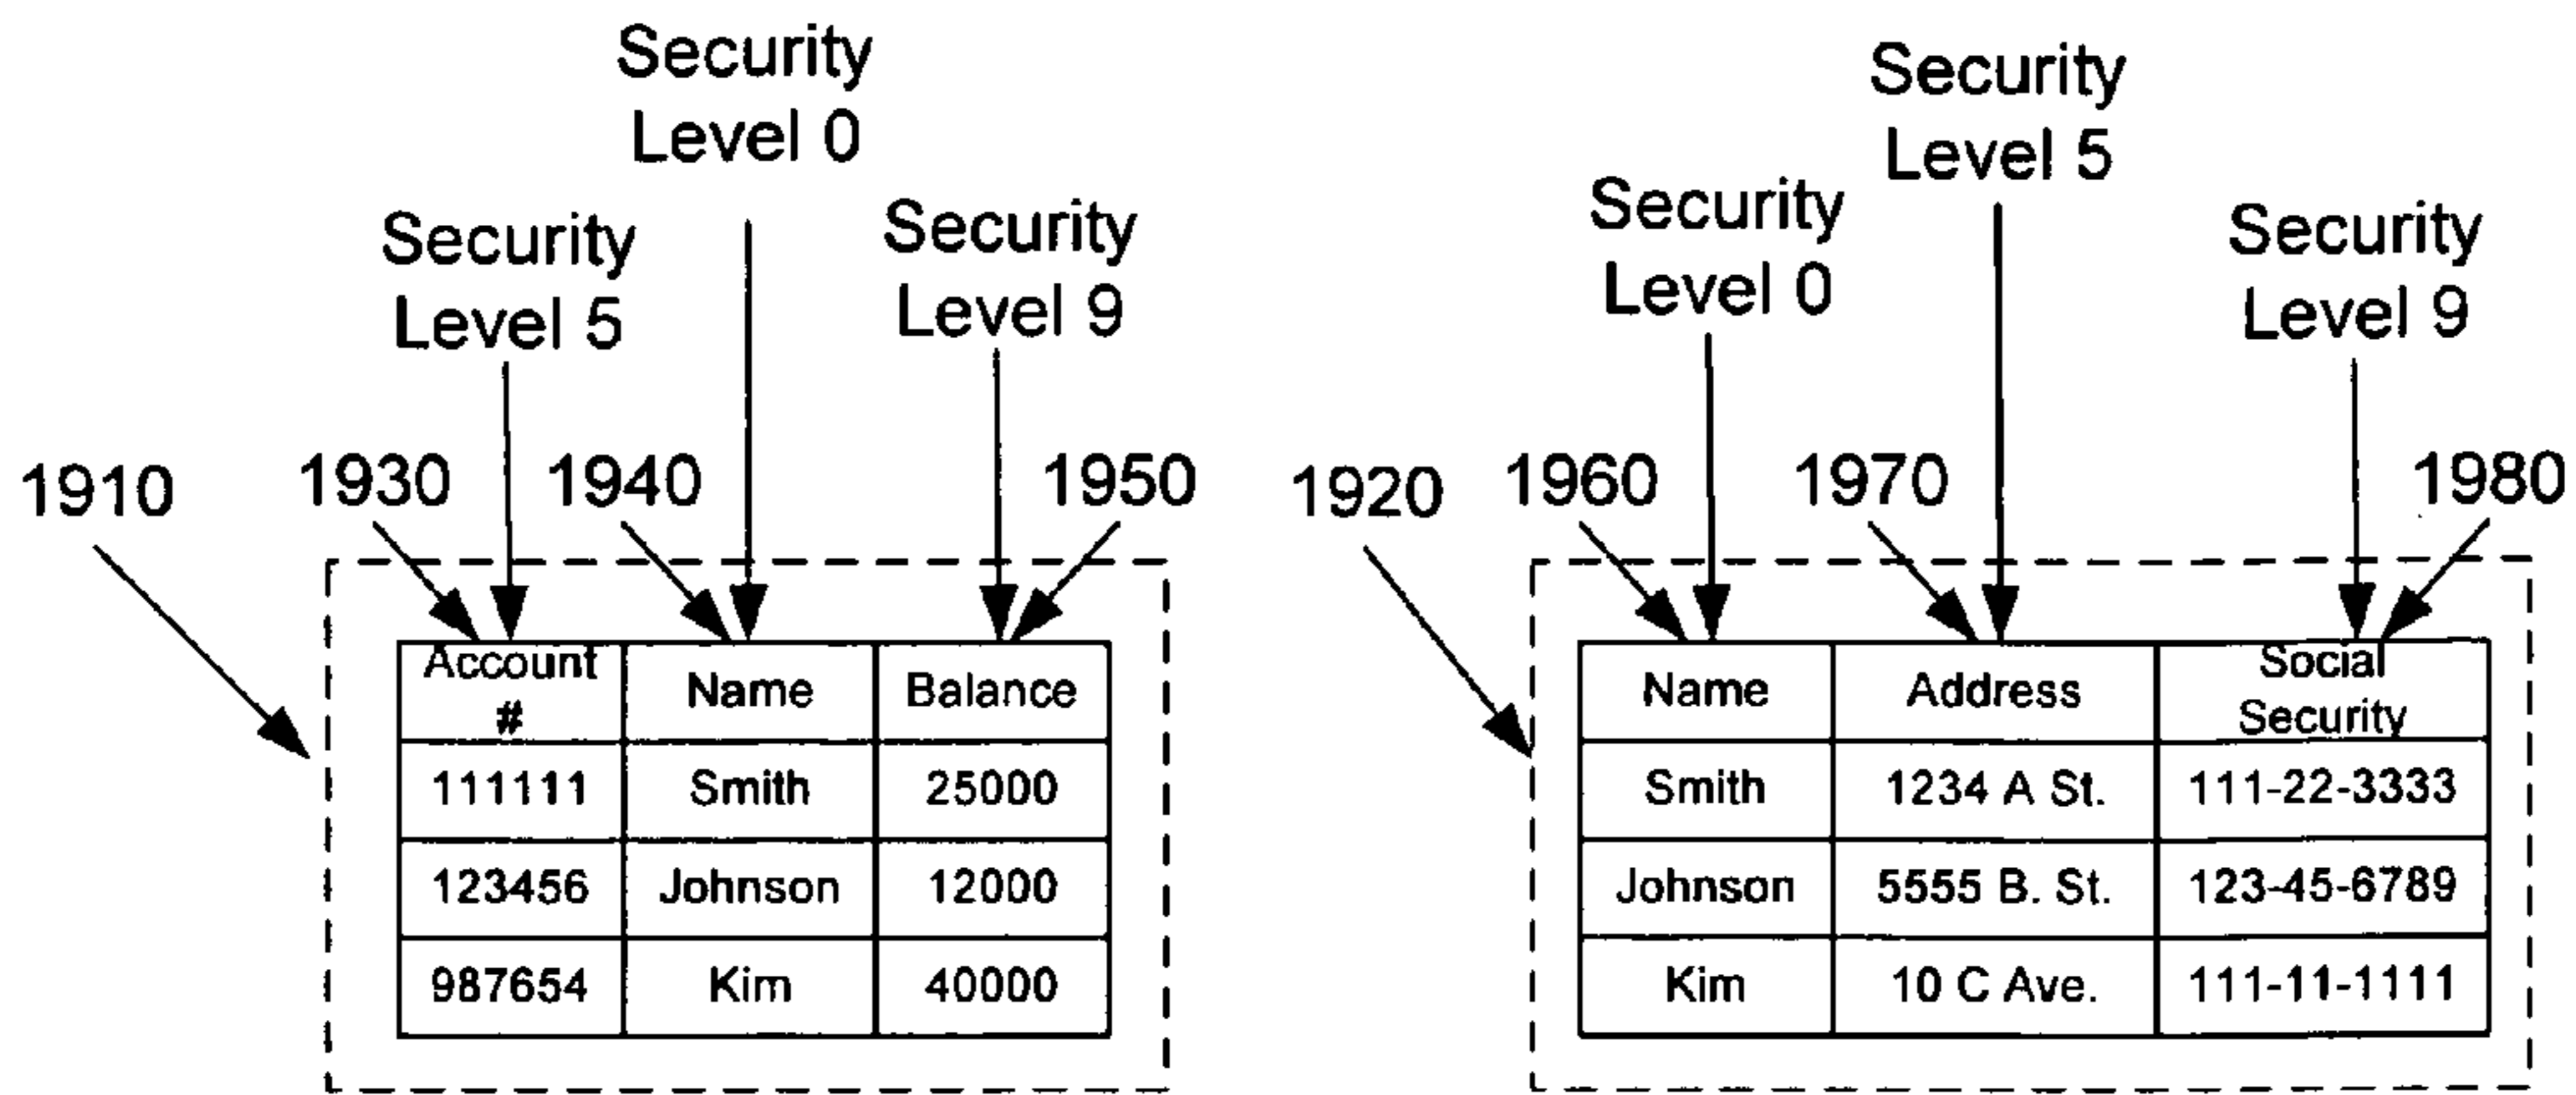 Security
Level 0
Security
Level 5
Security
Level 9
1910
1930
1940
1950
Account
#
Name
Balance
111111
Smith
25000
123456
Johnson
12000
987654
Kim
40000
Security
Level 5
Security
Level 0
Security
Level 9
1920
1960
1970
1980
Name
Address
Social
Security
Smith
1234 A St.
111-22-3333
Johnson
5555 B. St.
123-45-6789
Kim
10 C Ave.
111-11-1111